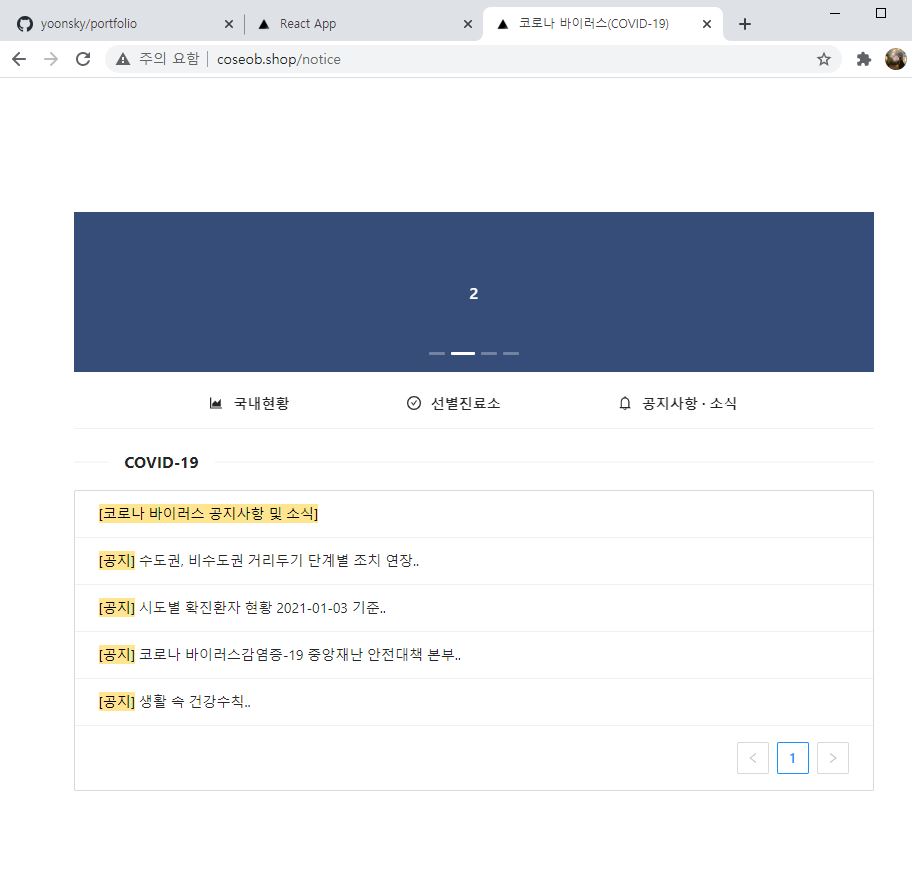 yoonsky/portfolio
React App
코로나 바이러스(COVID-19)
주의 요함
coseob.shop/notice
2
국내현황 선별진료소 공지사항 · 소식
COVID-19
[코로나 바이러스 공지사항 및 소식]
[공지] 수도권, 비수도권 거리두기 단계별 조치 연장..
[공지] 시도별 확진환자 현황 2021-01-03 기준..
[공지] 코로나 바이러스감염증-19 중앙재난 안전대책 본부..
[공지] 생활 속 건강수칙..
1